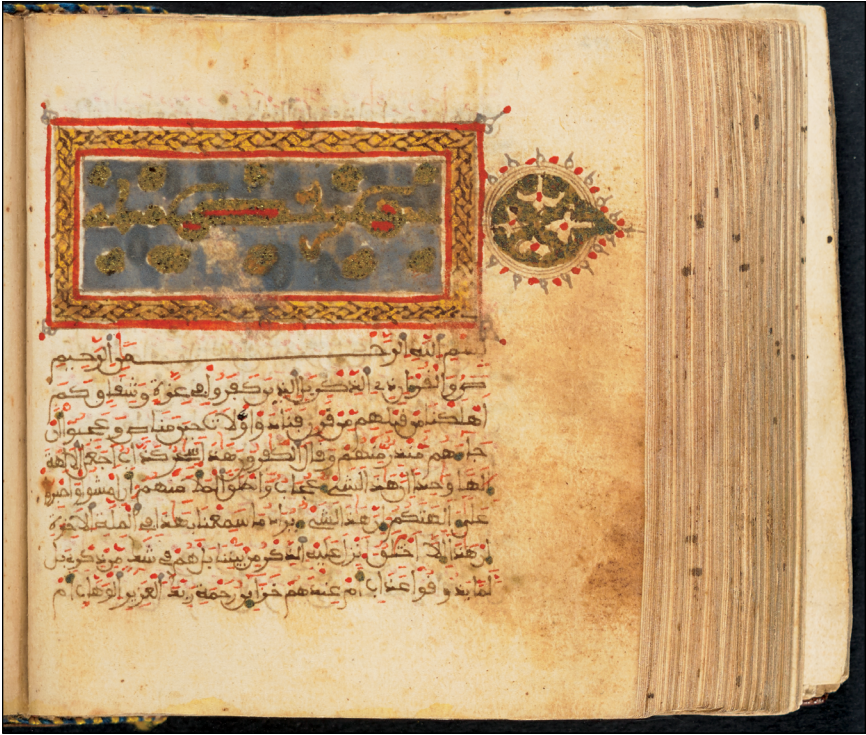 بسم الله الرحمن الرحيم
ص والقران ذي الذكر بل الذين كفروا في عزة وشقاق كم
اهلكنا من قبلهم من قرن فنادوا ولات حين مناص وعجبوا ان
جاهم منذر منهم وقال الكفرون هذا سحر كذاب اجعل الالهة
الها وحدا ان هذا لشيء عجاب وانطلق الملا منهم ان امشوا واصبروا
على الهتكم ان هذا لشيء يراد ما سمعنا بهذا في الملة الاخرة
ان هذا الا اختلق انزل عليه الذكر من بيننا بل هم في شك من ذكري بل
لما يذوقوا عذاب ام عندهم خزاين رحمة ربك العزيز الوهاب ام